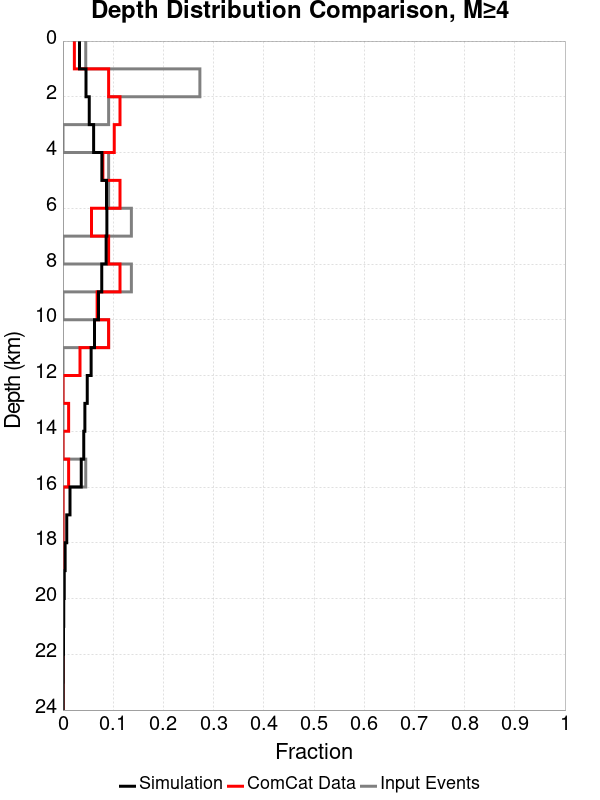 Depth Distribution Comparison, M≥4
0
2
4
6
8
10
12
14
16
18
20
22
24
Depth (km)
0 0.1 0.2 0.3 0.4 0.5 0.6 0.7 0.8 0.9 1
Fraction
Simulation ComCat Data Input Events